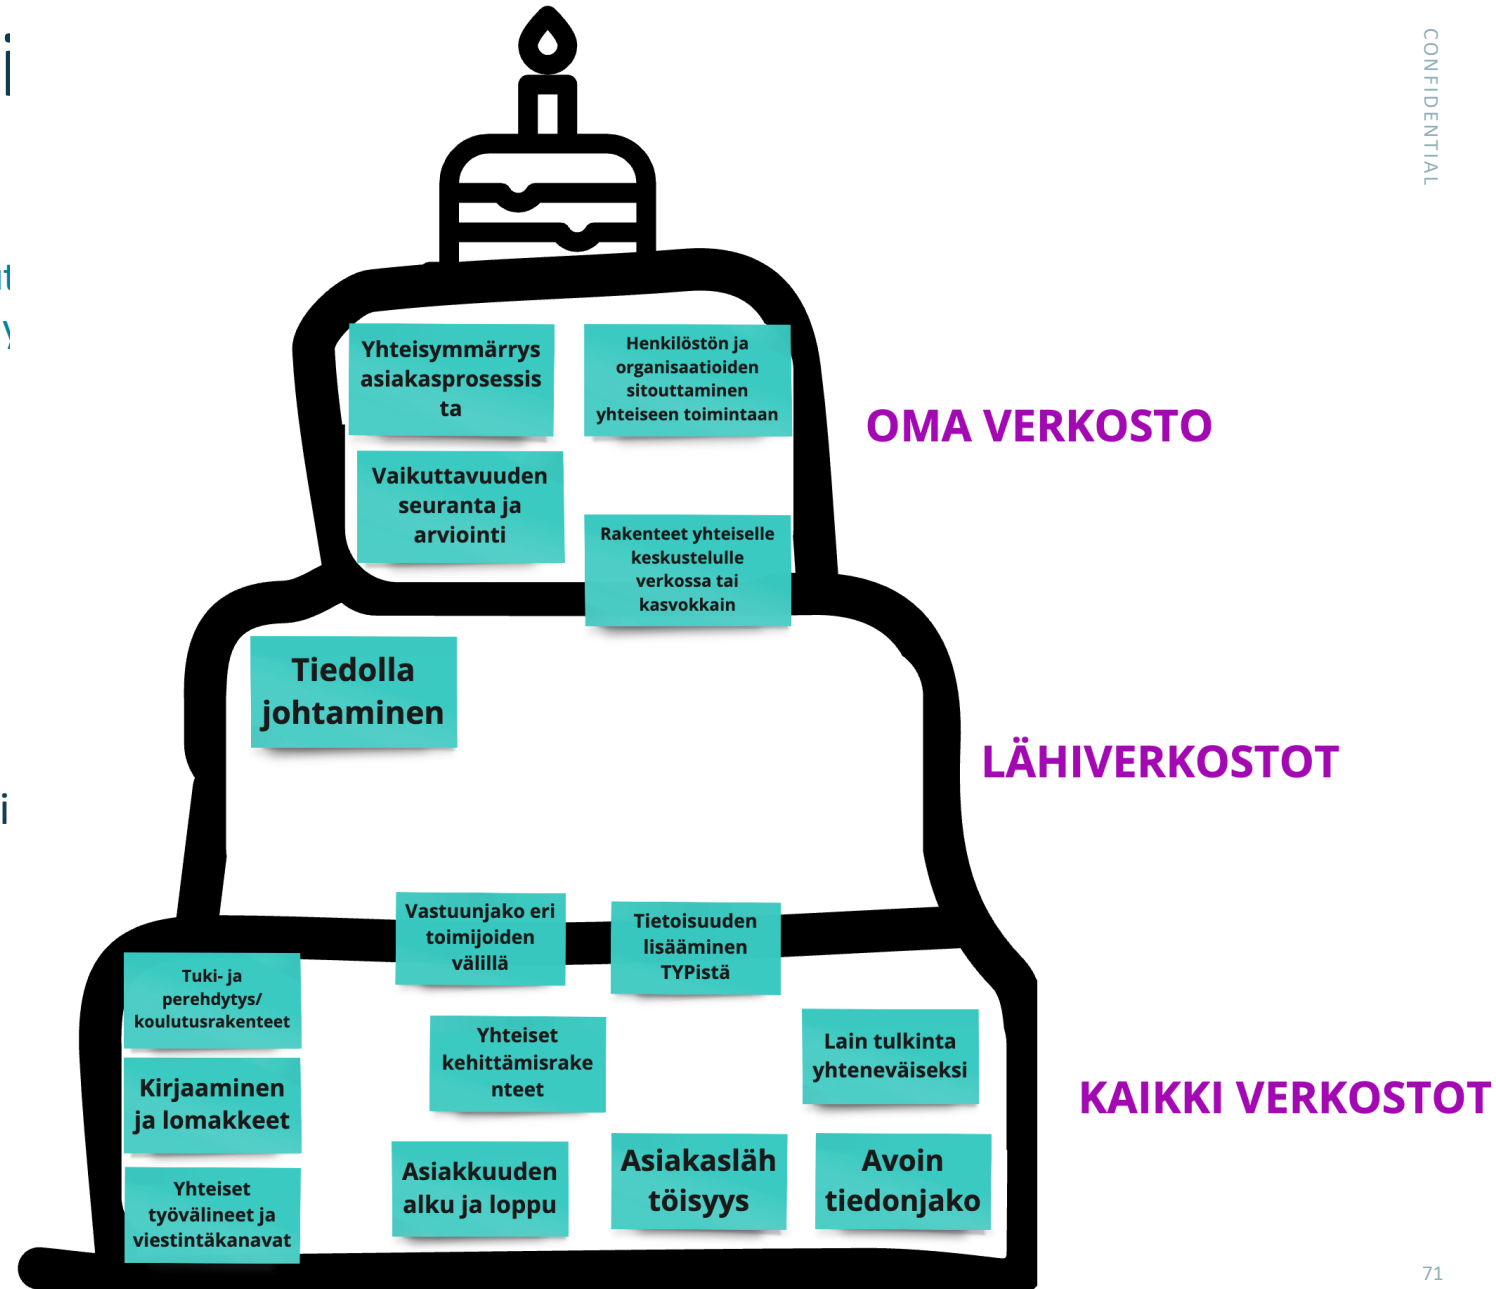 CONFIDENTIAL
Yhteisymmärrys
asiakasprosessis
ta
Henkilöstön ja
organisaatioiden
sitouttaminen
yhteiseen toimintaan
OMA VERKOSTO
Vaikuttavuuden
seuranta ja
arviointi
Rakenteet yhteiselle
keskustelulle
verkossa tai
kasvokkain
Tiedolla
johtaminen
LÄHIVERKOSTOT
Vastuunjako eri
toimijoiden
välillä
Tietoisuuden
lisääminen
TYPistä
Tuki- ja
perehdytys/
koulutusrakenteet
Yhteiset
kehittämisrake
nteet
Lain tulkinta
yhteneväiseksi
Kirjaaminen
ja lomakkeet
KAIKKI VERKOSTOT
Yhteiset
työvälineet ja
viestintäkanavat
Asiakkuuden
alku ja loppu
Asiakasläh
töisyys
Avoin
tiedonjako
71